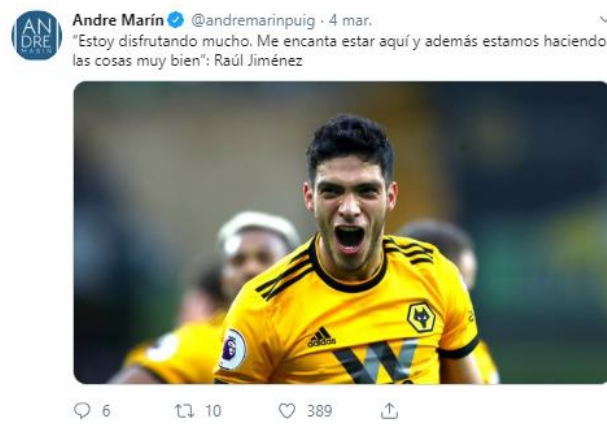 AN
DRE
MARÍN
Andre Marín @andremarinpuig · 4 mar.
"Estoy disfrutando mucho. Me encanta estar aquí y además estamos haciendo
las cosas muy bien": Raúl Jiménez
adidas
W
6 10 389